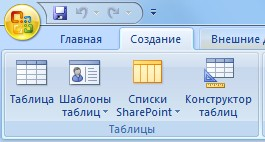 Главная Создание Внешние д
Таблица Шаблоны Списки Конструктор
таблиц SharePoint таблиц
Таблицы